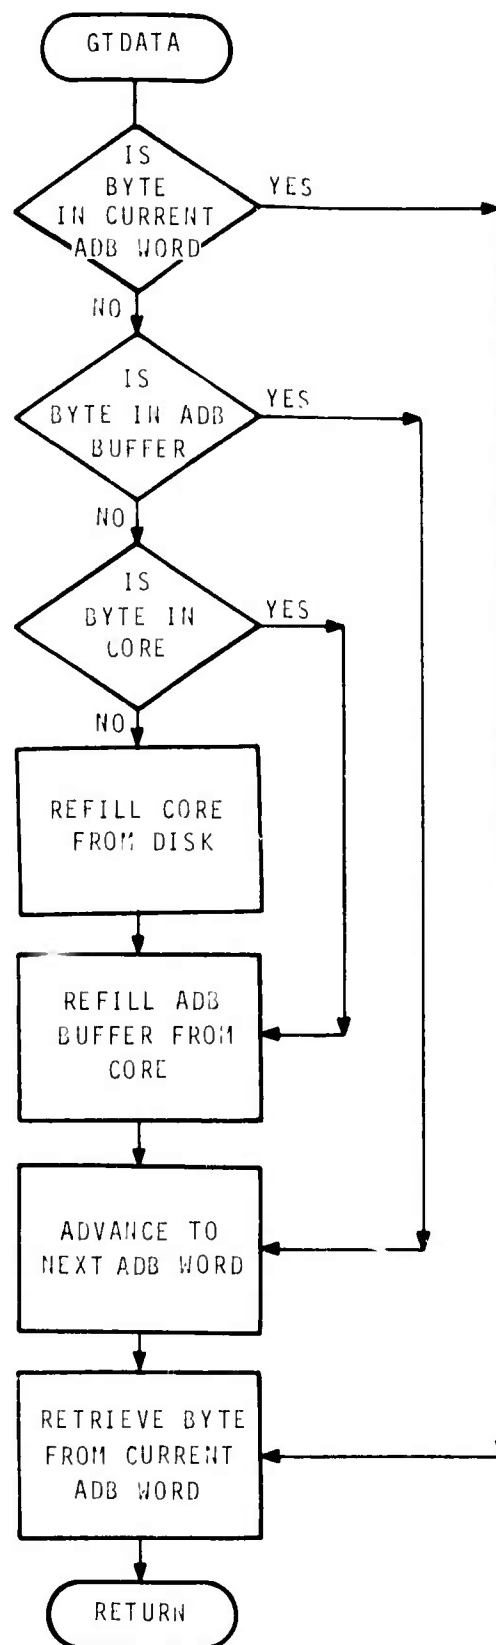 GTDATA
IS
BYTE
IN CURRENT
ADB WORD
YES
NO
IS
BYTE IN ADB
BUFFER
YES
NO
IS
BYTE IN
CORE
YES
NO
REFILL CORE
FROM DISK
REFILL ADB
BUFFER FROM
CORE
ADVANCE TO
NEXT ADB WORD
RETRIEVE BYTE
FROM CURRENT
ADB WORD
RETURN